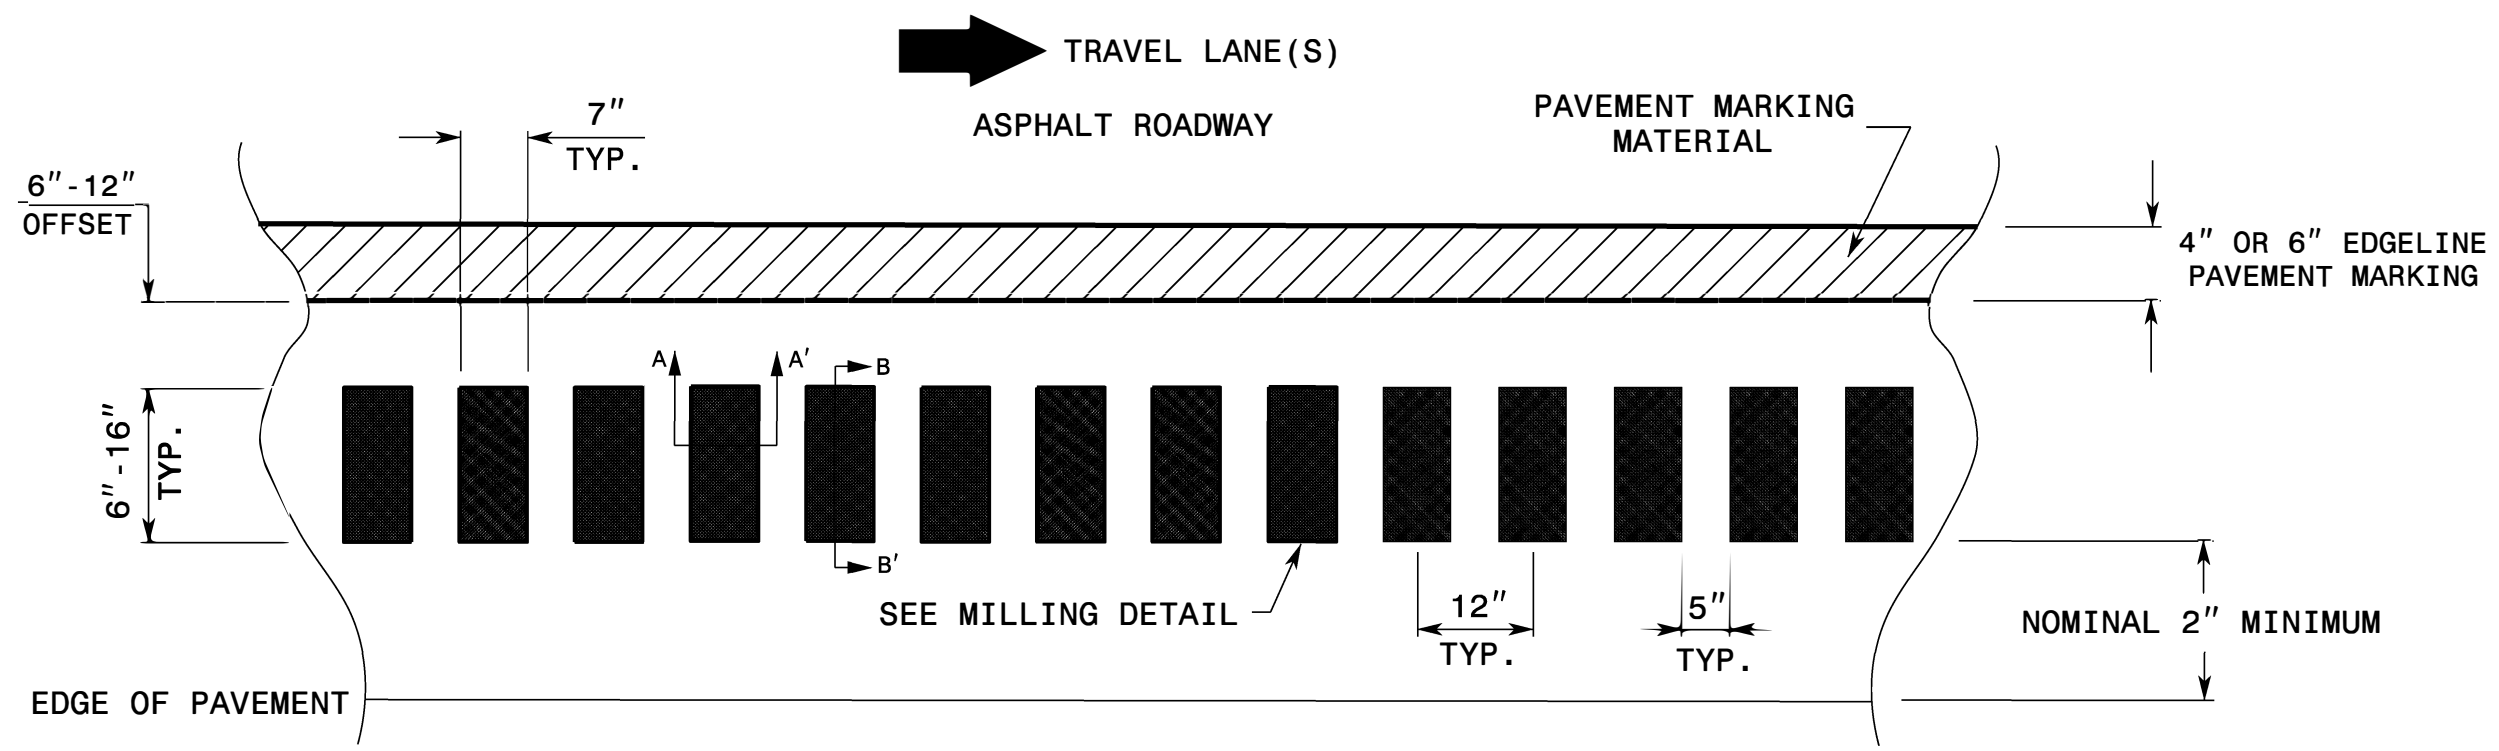 TRAVEL LANE(S)
ASPHALT ROADWAY
PAVEMENT MARKING
MATERIAL
7"
TYP.
6"-12"
OFFSET
4" OR 6" EDGELINE
PAVEMENT MARKING
A
A'
B
6"-16"
TYP.
B'
SEE MILLING DETAIL
12"
TYP.
5"
TYP.
NOMINAL 2" MINIMUM
EDGE OF PAVEMENT